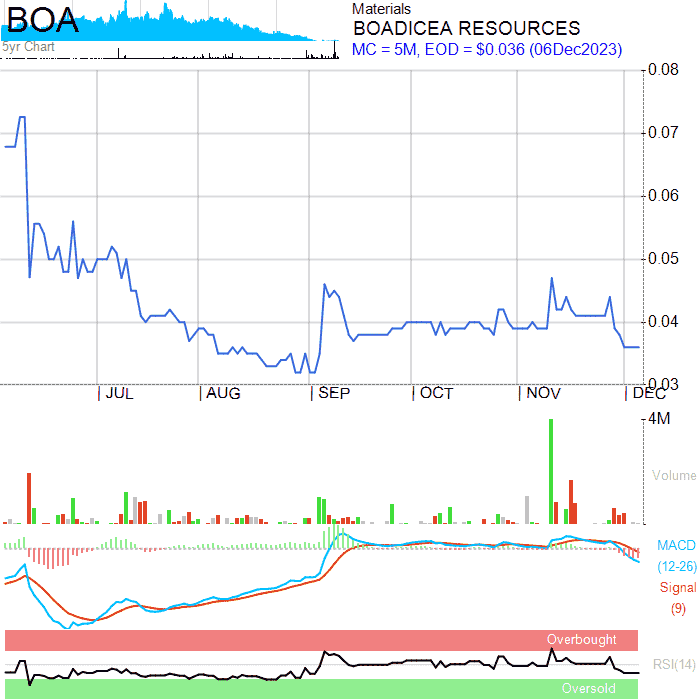 BOA
5yr Chart
Materials
BOADICEA RESOURCES
MC = 5M, EOD = $0.036 (06Dec2023)
0.08
0.07
0.06
0.05
0.04
0.03
JUL AUG SEP OCT NOV DEC
4M
Volume
MACD
(12-26)
Signal
(9)
Overbought
RSI(14)
Oversold